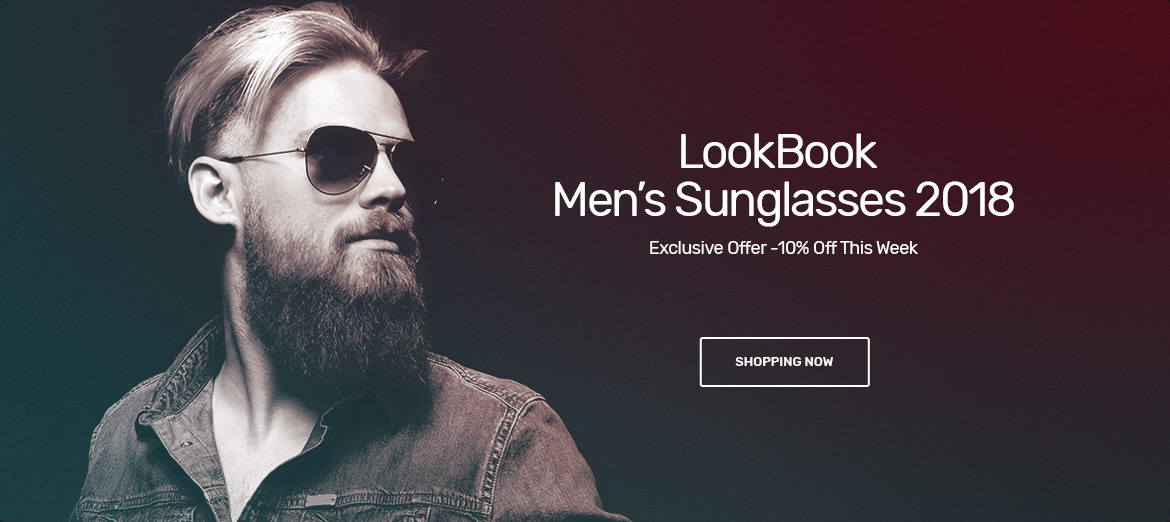 LookBook
Men’s Sunglasses 2018
Exclusive Offer -10% Off This Week
SHOPPING NOW